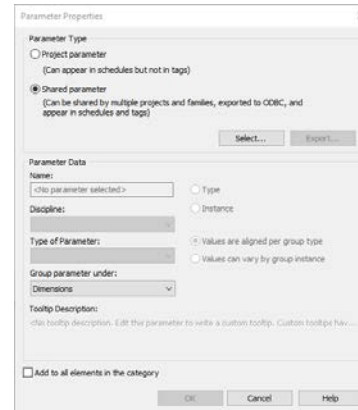 Parameter Properties
Parameter Type
Project parameter
(Can appear in schedules but not in tags)
Shared parameter
(Can be shared by multiple projects and families, exported to ODBC, and
appear in schedules and tags)
Select...
Export...
Parameter Data
Name:
<No parameter selected>
Type
Discipline:
Instance
Type of Parameter:
Values are aligned per group type
Values can vary by group instance
Group parameter under:
Dimensions
Tooltip Description:
<No tooltip description. Edit this parameter to write a custom tooltip. Custom tooltips hav...
Add to all elements in the category
OK
Cancel
Help